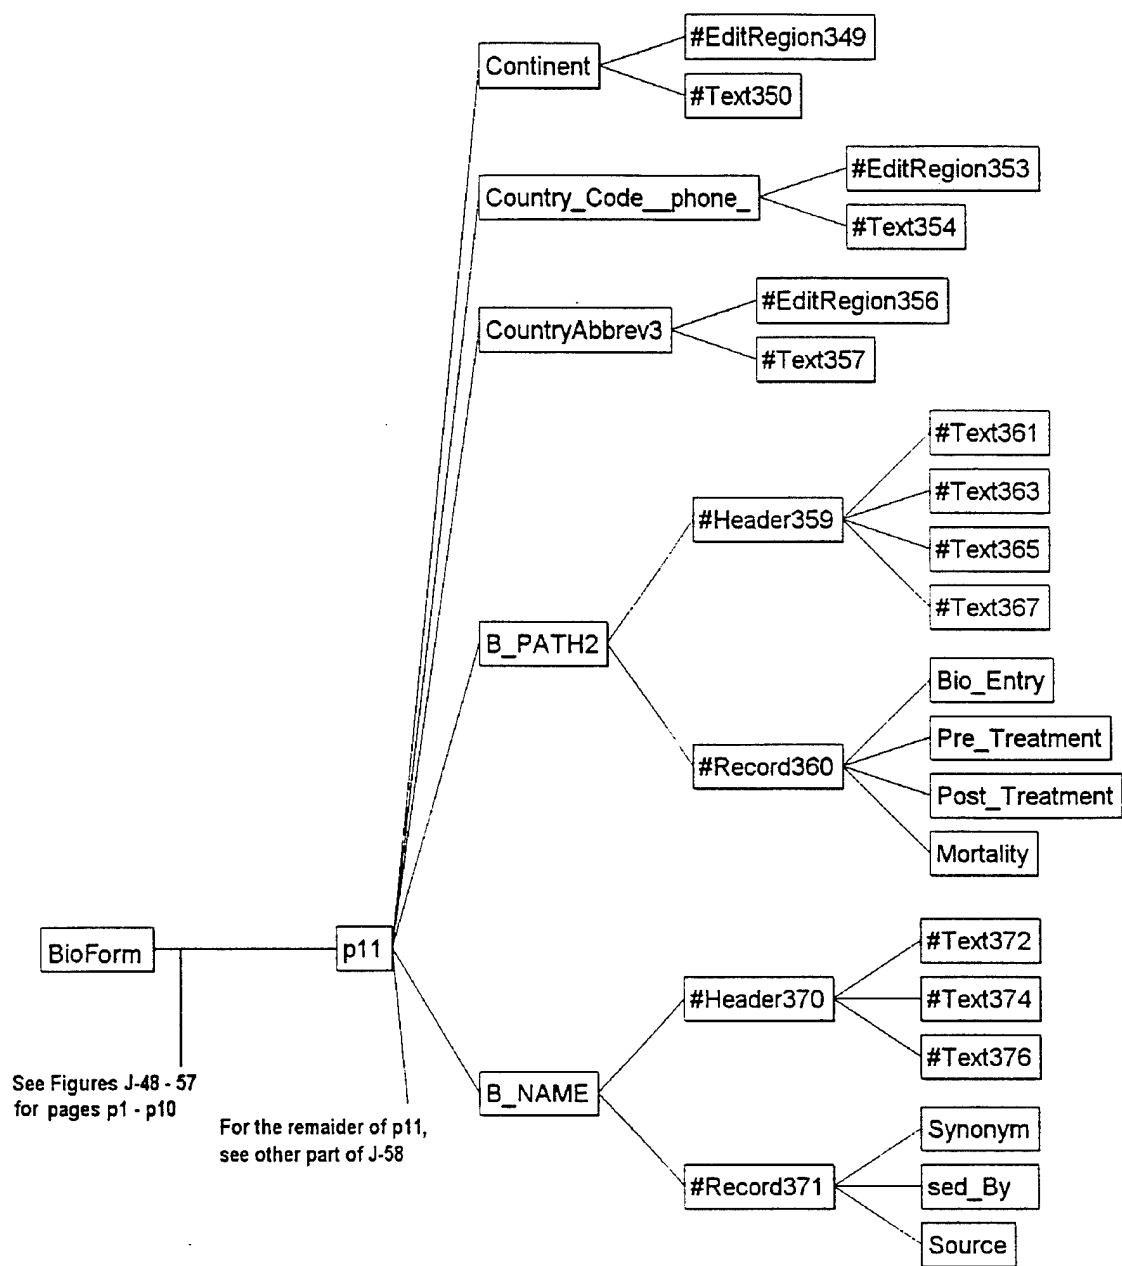 Continent
#EditRegion349
#Text350
Country_Code__phone_
#EditRegion353
#Text354
CountryAbbrev3
#EditRegion356
#Text357
B_PATH2
#Header359
#Text361
#Text363
#Text365
#Text367
#Record360
Bio_Entry
Pre_Treatment
Post_Treatment
Mortality
BioForm
p11
See Figures J-48 - 57
for pages p1 - p10
For the remaider of p11,
see other part of J-58
B_NAME
#Header370
#Text372
#Text374
#Text376
#Record371
Synonym
sed_By
Source